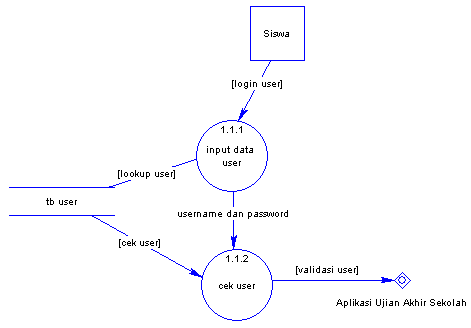 Siswa
[login user]
1.1.1
input data
user
[lookup user]
tb user
username dan password
[cek user]
1.1.2
cek user
[validasi user]
Aplikasi Ujian Akhir Sekolah